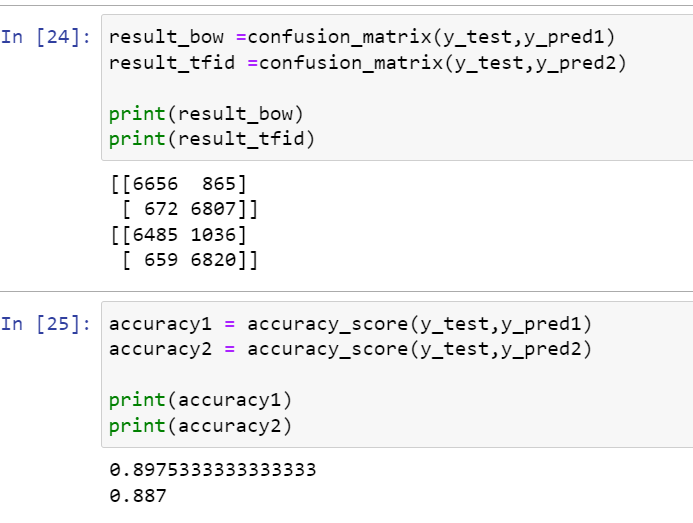 In [24]: result_bow =confusion_matrix(y_test,y_pred1)
result_tfid =confusion_matrix(y_test,y_pred2)
print(result_bow)
print(result_tfid)
[[6656  865]
 [ 672 6807]]
[[6485 1036]
 [ 659 6820]]
In [25]: accuracy1 = accuracy_score(y_test,y_pred1)
accuracy2 = accuracy_score(y_test,y_pred2)
print(accuracy1)
print(accuracy2)
0.8975333333333333
0.887